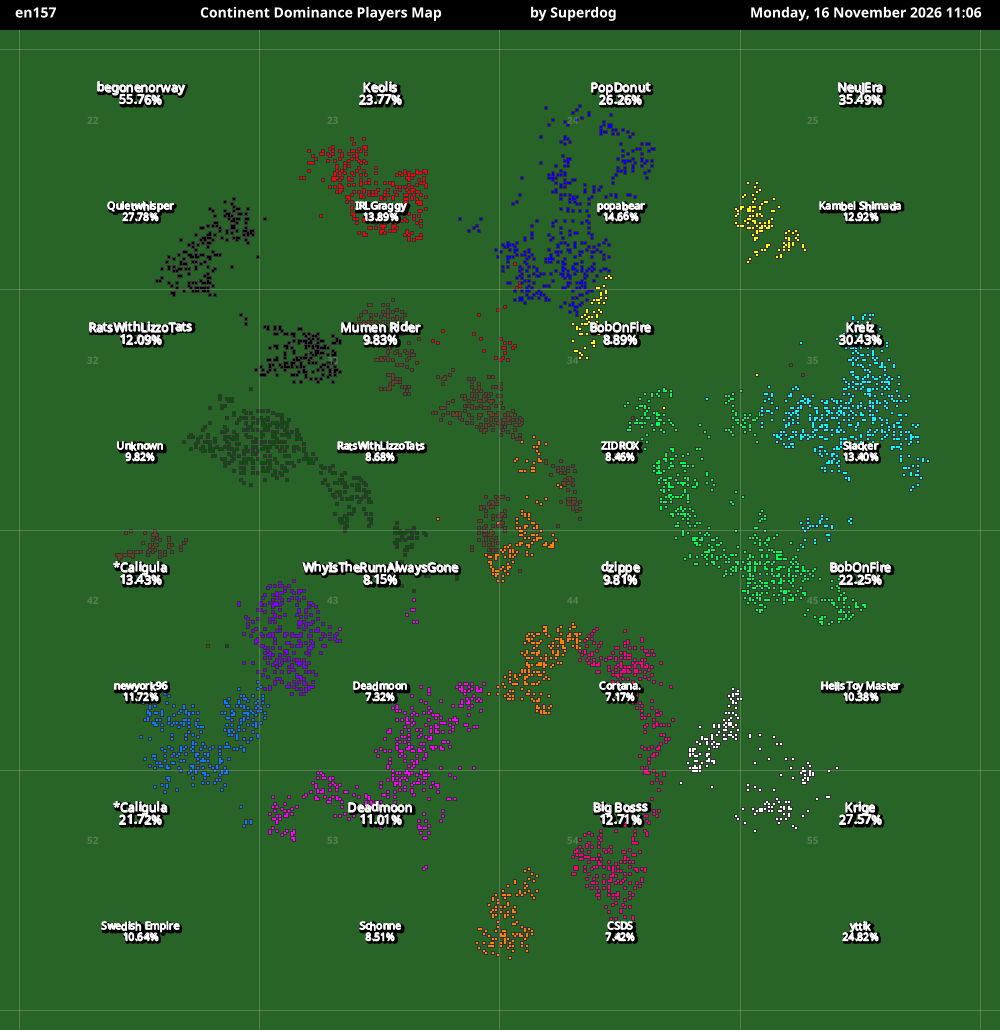 en157 Continent Dominance Players Map by Superdog Monday, 16 November 2026 11:06
begonenorway Keolis PopDonut NeujEra
55.76% 23.77% 26.26% 35.49%
22 23 24 25
Quietwhisper IRLGraggy popabear Kambei Shimada
27.78% 13.89% 14.66% 12.92%
RatsWithLizzoTats Mumen Rider BobOnFire Kreiz
12.09% 9.83% 8.89% 30.43%
32 33 34 35
Unknown RatsWithLizzoTats ZIDROX Slacker
9.82% 8.68% 8.46% 13.40%
*Caligula WhyIsTheRumAlwaysGone dzippe BobOnFire
13.43% 8.15% 9.81% 22.25%
42 43 44 45
newyork96 Deadmoon Cortana. Hells Toy Master
11.72% 7.32% 7.17% 10.38%
*Caligula Deadmoon Big Bosss Krige
21.72% 11.01% 12.71% 27.57%
52 53 54 55
Swedish Empire Schonne CSDS yttik
10.64% 8.51% 7.42% 24.82%